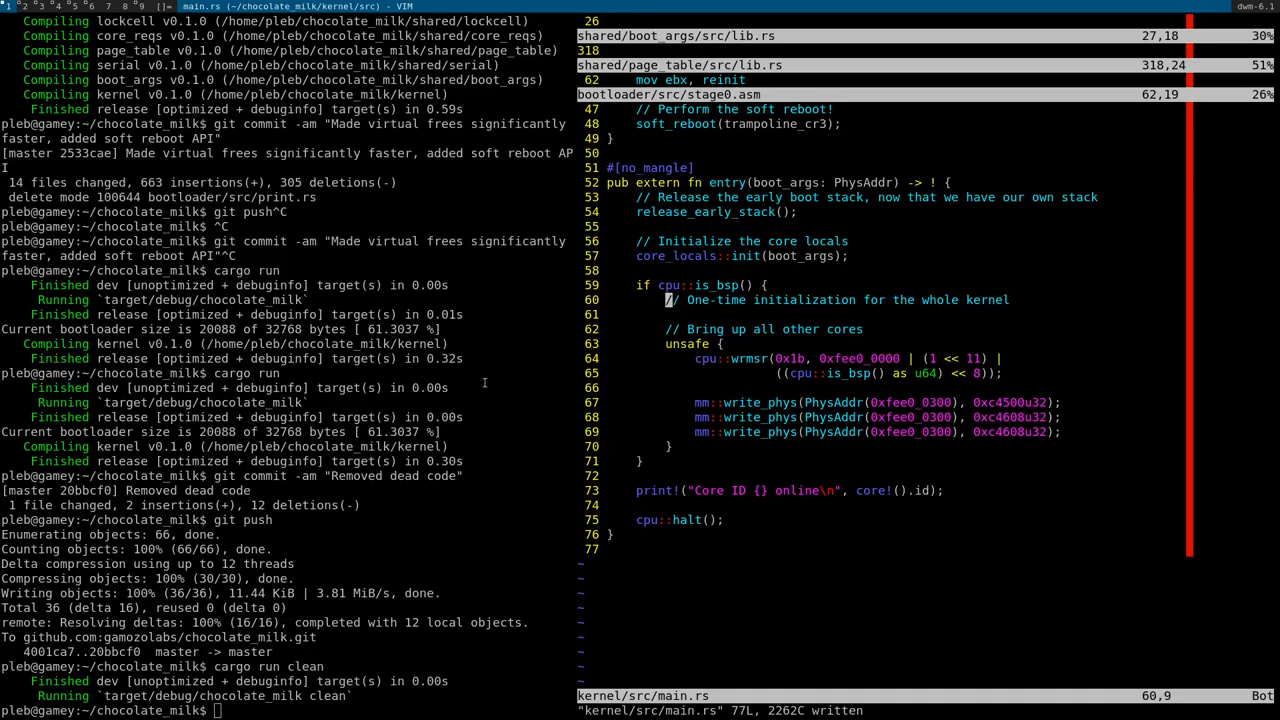 1 2 3 4 5 6 7 8 9 []= main.rs (~/chocolate_milk/kernel/src) - VIM dwm-6.1
Compiling lockcell v0.1.0 (/home/pleb/chocolate_milk/shared/lockcell)
Compiling core_reqs v0.1.0 (/home/pleb/chocolate_milk/shared/core_reqs)
Compiling page_table v0.1.0 (/home/pleb/chocolate_milk/shared/page_table)
Compiling serial v0.1.0 (/home/pleb/chocolate_milk/shared/serial)
Compiling boot_args v0.1.0 (/home/pleb/chocolate_milk/shared/boot_args)
Compiling kernel v0.1.0 (/home/pleb/chocolate_milk/kernel)
Finished release [optimized + debuginfo] target(s) in 0.59s
pleb@gamey:~/chocolate_milk$ git commit -am "Made virtual frees significantly
faster, added soft reboot API"
[master 2533cae] Made virtual frees significantly faster, added soft reboot AP
I
14 files changed, 663 insertions(+), 305 deletions(-)
delete mode 100644 bootloader/src/print.rs
pleb@gamey:~/chocolate_milk$ git push^C
pleb@gamey:~/chocolate_milk$ ^C
pleb@gamey:~/chocolate_milk$ git commit -am "Made virtual frees significantly
faster, added soft reboot API"^C
pleb@gamey:~/chocolate_milk$ cargo run
Finished dev [unoptimized + debuginfo] target(s) in 0.00s
Running `target/debug/chocolate_milk`
Finished release [optimized + debuginfo] target(s) in 0.01s
Current bootloader size is 20088 of 32768 bytes [ 61.3037 %]
Compiling kernel v0.1.0 (/home/pleb/chocolate_milk/kernel)
Finished release [optimized + debuginfo] target(s) in 0.32s
pleb@gamey:~/chocolate_milk$ cargo run
Finished dev [unoptimized + debuginfo] target(s) in 0.00s
Running `target/debug/chocolate_milk`
Finished release [optimized + debuginfo] target(s) in 0.00s
Current bootloader size is 20088 of 32768 bytes [ 61.3037 %]
Compiling kernel v0.1.0 (/home/pleb/chocolate_milk/kernel)
Finished release [optimized + debuginfo] target(s) in 0.30s
pleb@gamey:~/chocolate_milk$ git commit -am "Removed dead code"
[master 20bbcf0] Removed dead code
1 file changed, 2 insertions(+), 12 deletions(-)
pleb@gamey:~/chocolate_milk$ git push
Enumerating objects: 66, done.
Counting objects: 100% (66/66), done.
Delta compression using up to 12 threads
Compressing objects: 100% (30/30), done.
Writing objects: 100% (36/36), 11.44 KiB | 3.81 MiB/s, done.
Total 36 (delta 16), reused 0 (delta 0)
remote: Resolving deltas: 100% (16/16), completed with 12 local objects.
To github.com:gamozolabs/chocolate_milk.git
4001ca7..20bbcf0  master -> master
pleb@gamey:~/chocolate_milk$ cargo run clean
Finished dev [unoptimized + debuginfo] target(s) in 0.00s
Running `target/debug/chocolate_milk clean`
pleb@gamey:~/chocolate_milk$
26
shared/boot_args/src/lib.rs 27,18 30%
318
shared/page_table/src/lib.rs 318,24 51%
62 mov ebx, reinit
bootloader/src/stage0.asm 62,19 26%
47 // Perform the soft reboot!
48 soft_reboot(trampoline_cr3);
49 }
50
51 #[no_mangle]
52 pub extern fn entry(boot_args: PhysAddr) -> ! {
53 // Release the early boot stack, now that we have our own stack
54 release_early_stack();
55
56 // Initialize the core locals
57 core_locals::init(boot_args);
58
59 if cpu::is_bsp() {
60 // One-time initialization for the whole kernel
61
62 // Bring up all other cores
63 unsafe {
64 cpu::wrmsr(0x1b, 0xfee0_0000 | (1 << 11) |
65 ((cpu::is_bsp() as u64) << 8));
66
67 mm::write_phys(PhysAddr(0xfee0_0300), 0xc4500u32);
68 mm::write_phys(PhysAddr(0xfee0_0300), 0xc4608u32);
69 mm::write_phys(PhysAddr(0xfee0_0300), 0xc4608u32);
70 }
71 }
72
73 print!("Core ID {} online\n", core!().id);
74
75 cpu::halt();
76 }
77
~
~
~
~
~
~
~
~
~
kernel/src/main.rs 60,9 Bot
"kernel/src/main.rs" 77L, 2262C written